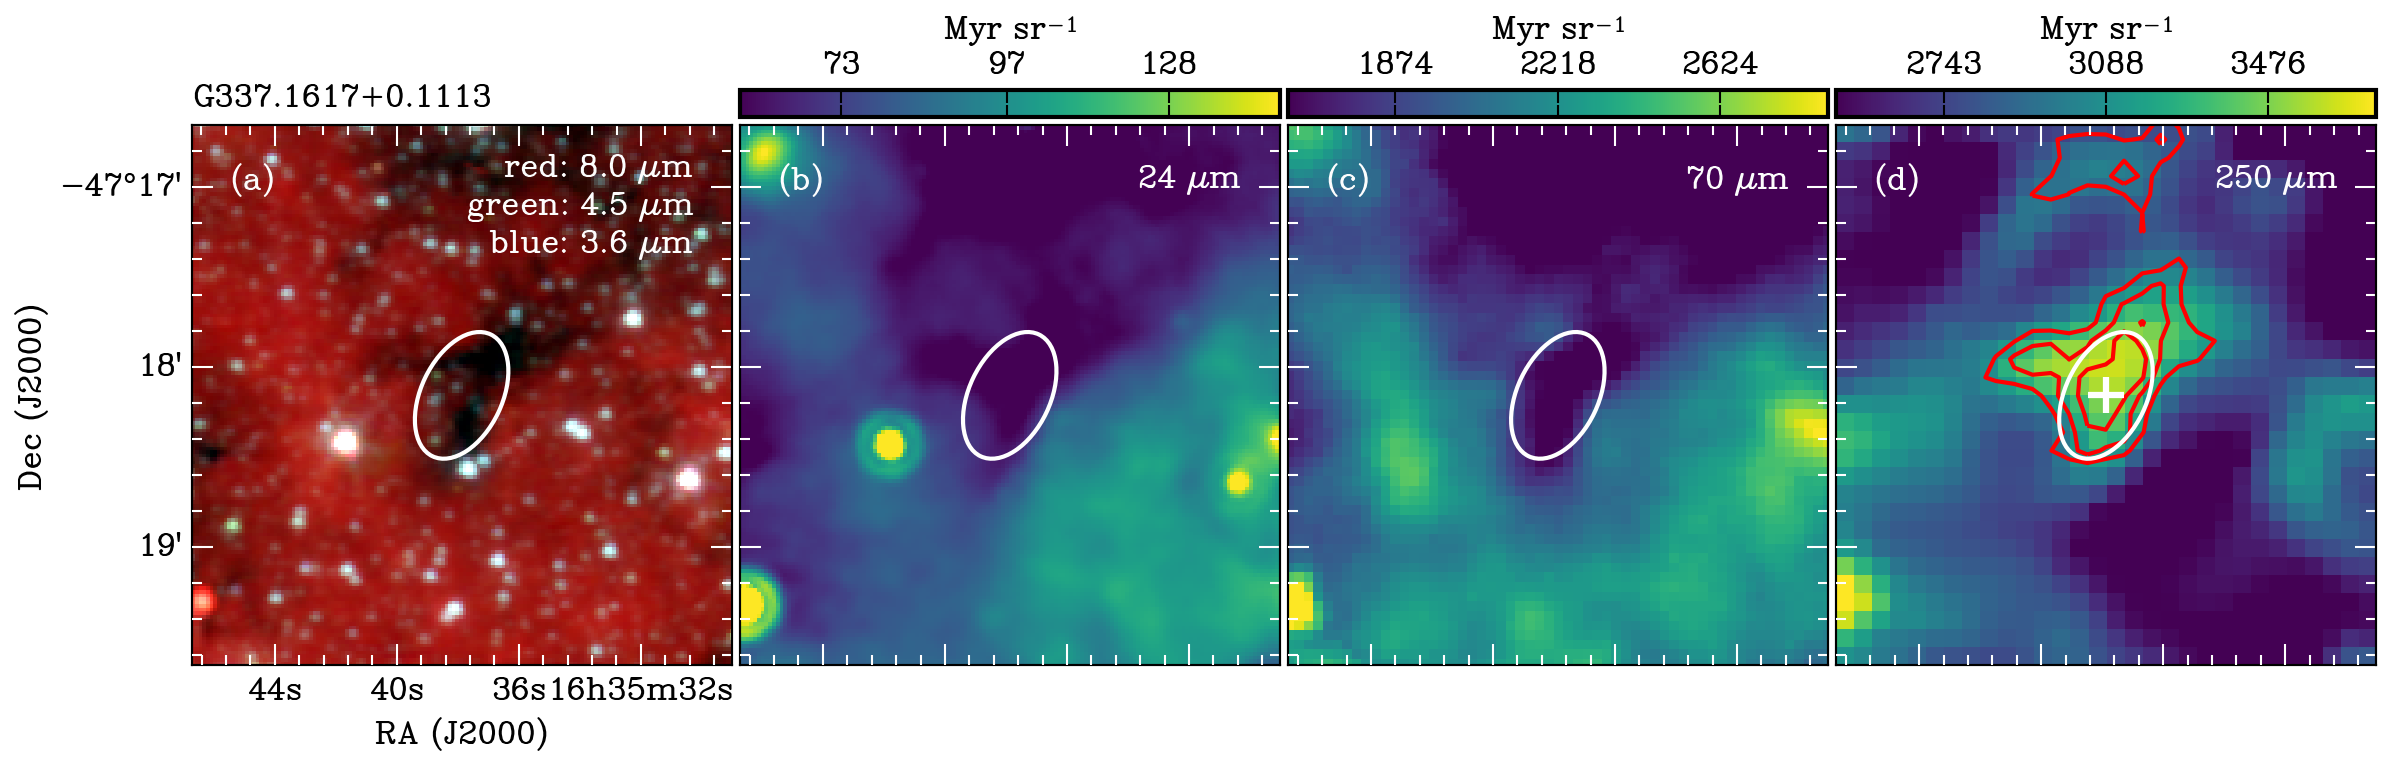 Myr sr⁻¹
Myr sr⁻¹
Myr sr⁻¹
73 97 128
1874 2218 2624
2743 3088 3476
G337.1617+0.1113
(a)
red: 8.0 μm
green: 4.5 μm
blue: 3.6 μm
(b)
24 μm
(c)
70 μm
(d)
250 μm
−47°17'
18'
19'
Dec (J2000)
44s 40s 36s 16h35m32s
RA (J2000)